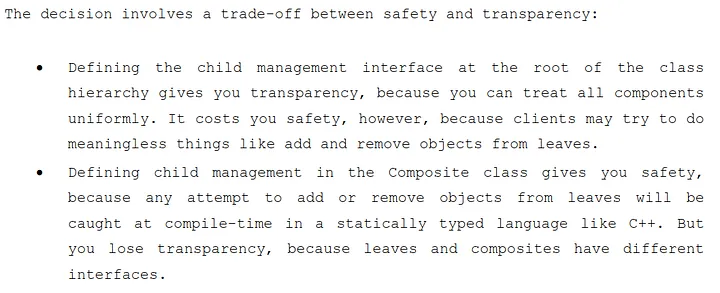 The decision involves a trade-off between safety and transparency:
• Defining the child management interface at the root of the class
hierarchy gives you transparency, because you can treat all components
uniformly. It costs you safety, however, because clients may try to do
meaningless things like add and remove objects from leaves.
• Defining child management in the Composite class gives you safety,
because any attempt to add or remove objects from leaves will be
caught at compile-time in a statically typed language like C++. But
you lose transparency, because leaves and composites have different
interfaces.